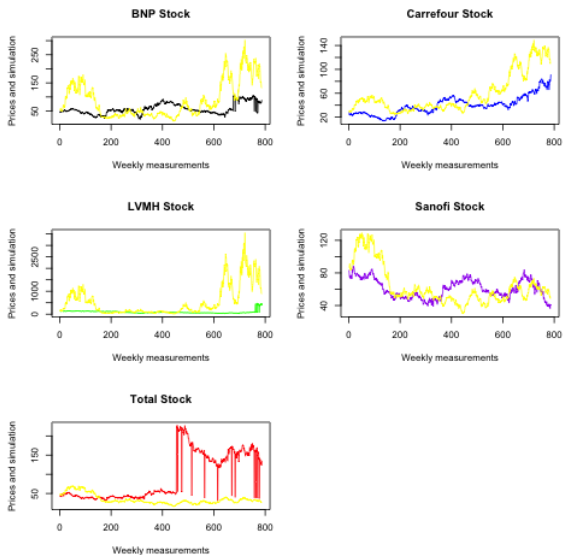 BNP Stock
Prices and simulation
50 150 250
0 200 400 600 800
Weekly measurements
Carrefour Stock
Prices and simulation
20 60 100 140
0 200 400 600 800
Weekly measurements
LVMH Stock
Prices and simulation
0 1000 2500
0 200 400 600 800
Weekly measurements
Sanofi Stock
Prices and simulation
40 80 120
0 200 400 600 800
Weekly measurements
Total Stock
Prices and simulation
50 150
0 200 400 600 800
Weekly measurements